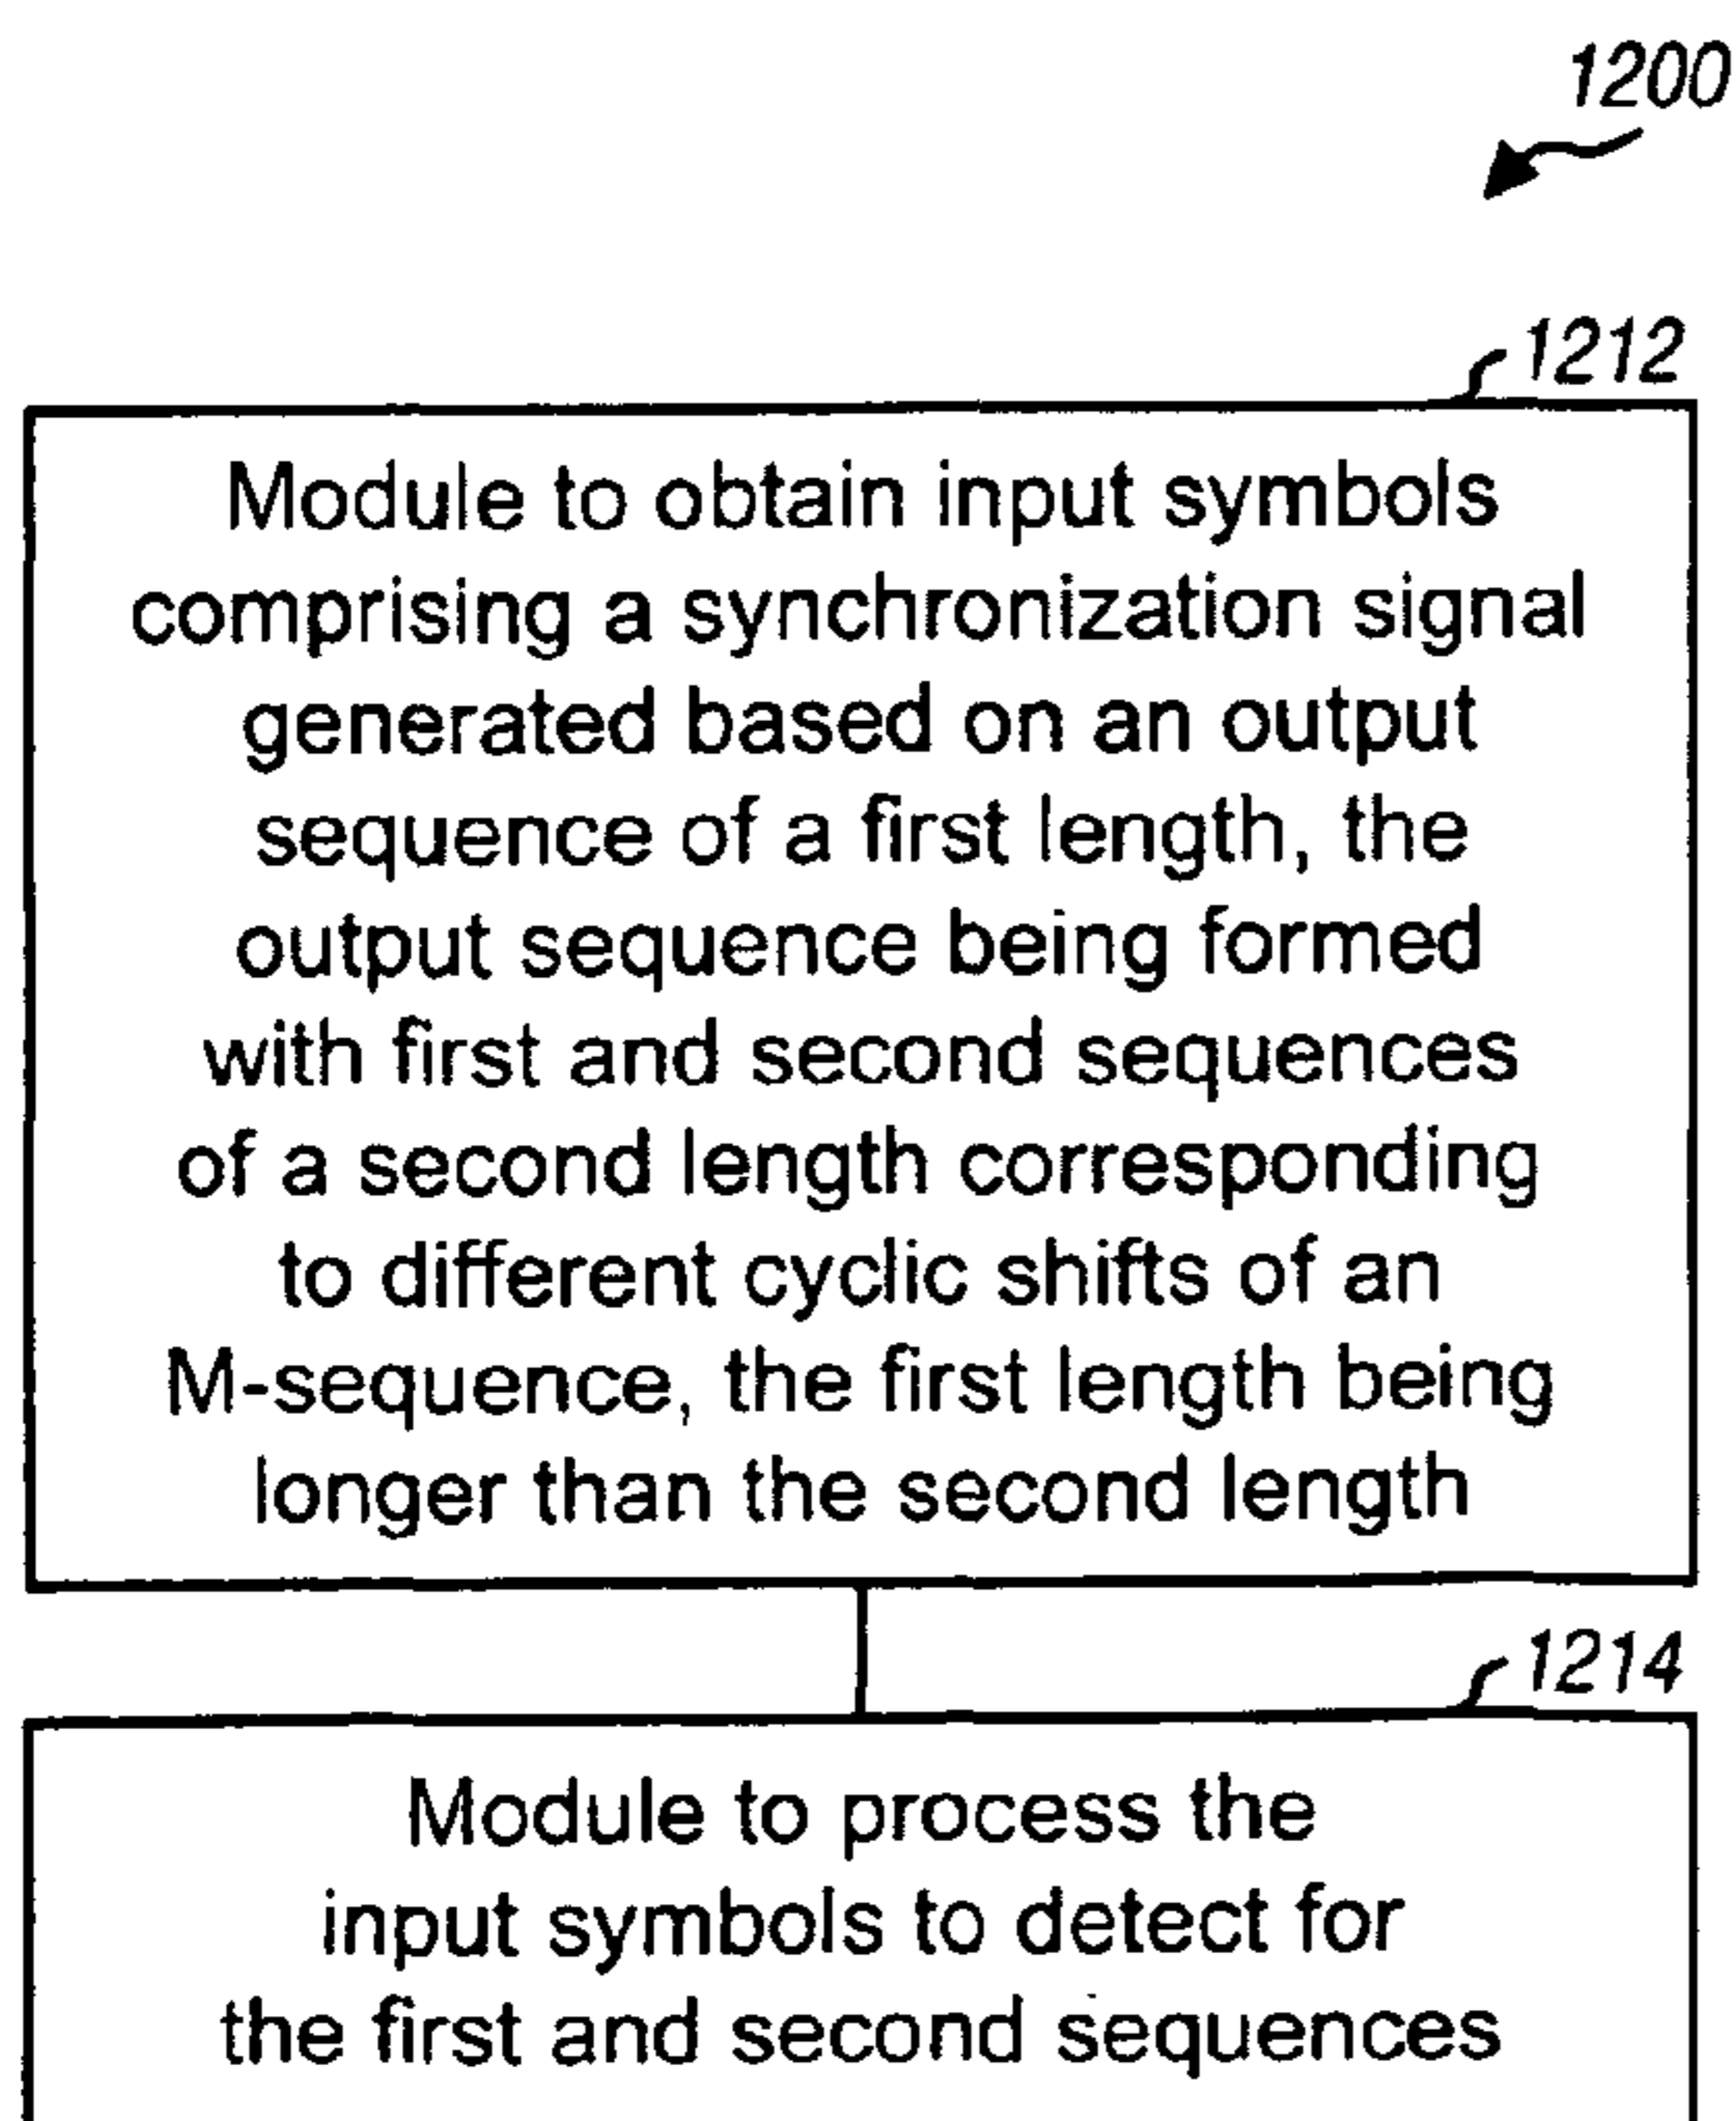 1200
1212
Module to obtain input symbols
comprising a synchronization signal
generated based on an output
sequence of a first length, the
output sequence being formed
with first and second sequences
of a second length corresponding
to different cyclic shifts of an
M-sequence, the first length being
longer than the second length
1214
Module to process the
input symbols to detect for
the first and second sequences